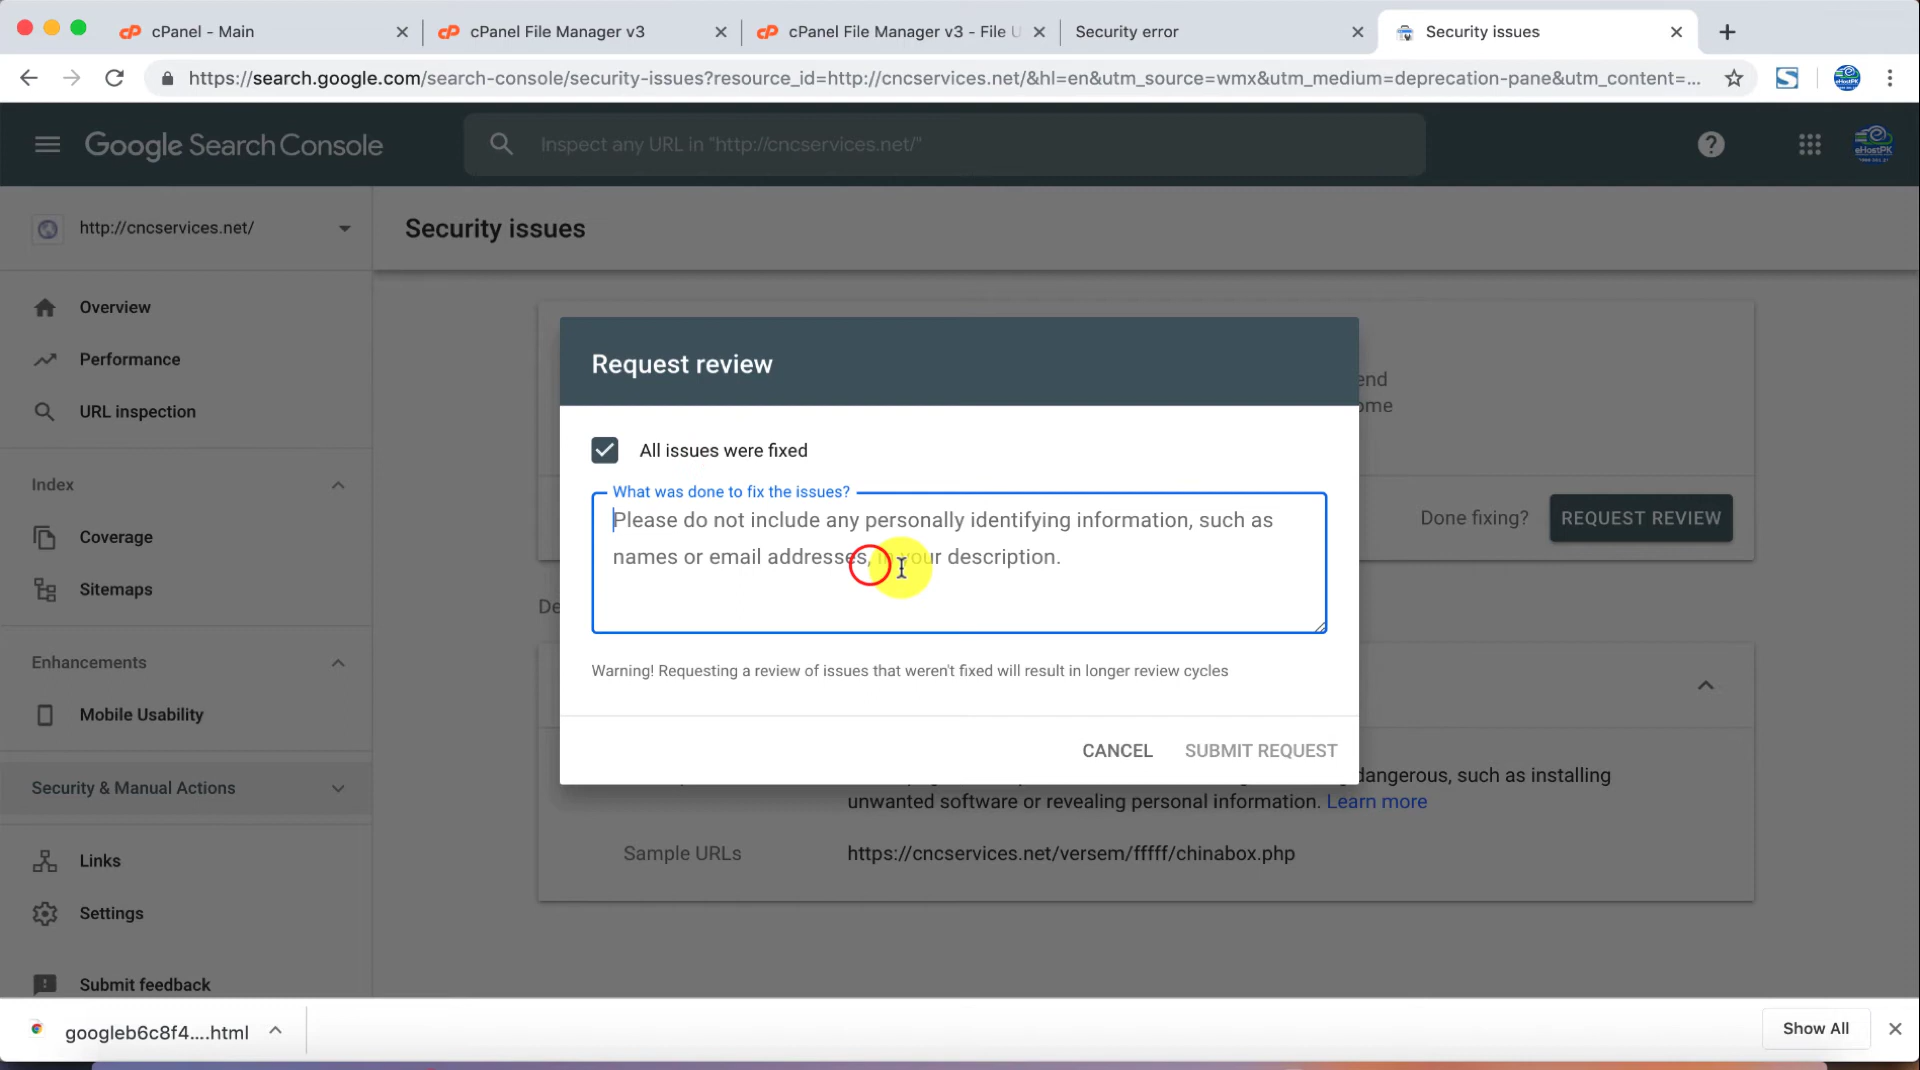 cPanel - Main
cPanel File Manager v3
cPanel File Manager v3 - File U
Security error
Security issues
https://search.google.com/search-console/security-issues?resource_id=http://cncservices.net/&hl=en&utm_source=wmx&utm_medium=deprecation-pane&utm_content=...
Google Search Console
Inspect any URL in "http://cncservices.net/"
eHostPK
http://cncservices.net/
Security issues
Overview
Performance
URL inspection
Index
Coverage
Sitemaps
Enhancements
Mobile Usability
Security & Manual Actions
Links
Settings
Submit feedback
Request review
All issues were fixed
What was done to fix the issues?
Please do not include any personally identifying information, such as
names or email addresses, in your description.
Warning! Requesting a review of issues that weren't fixed will result in longer review cycles
CANCEL
SUBMIT REQUEST
end
ome
Done fixing?
REQUEST REVIEW
De
dangerous, such as installing
unwanted software or revealing personal information. Learn more
Sample URLs
https://cncservices.net/versem/fffff/chinabox.php
googleb6c8f4....html
Show All